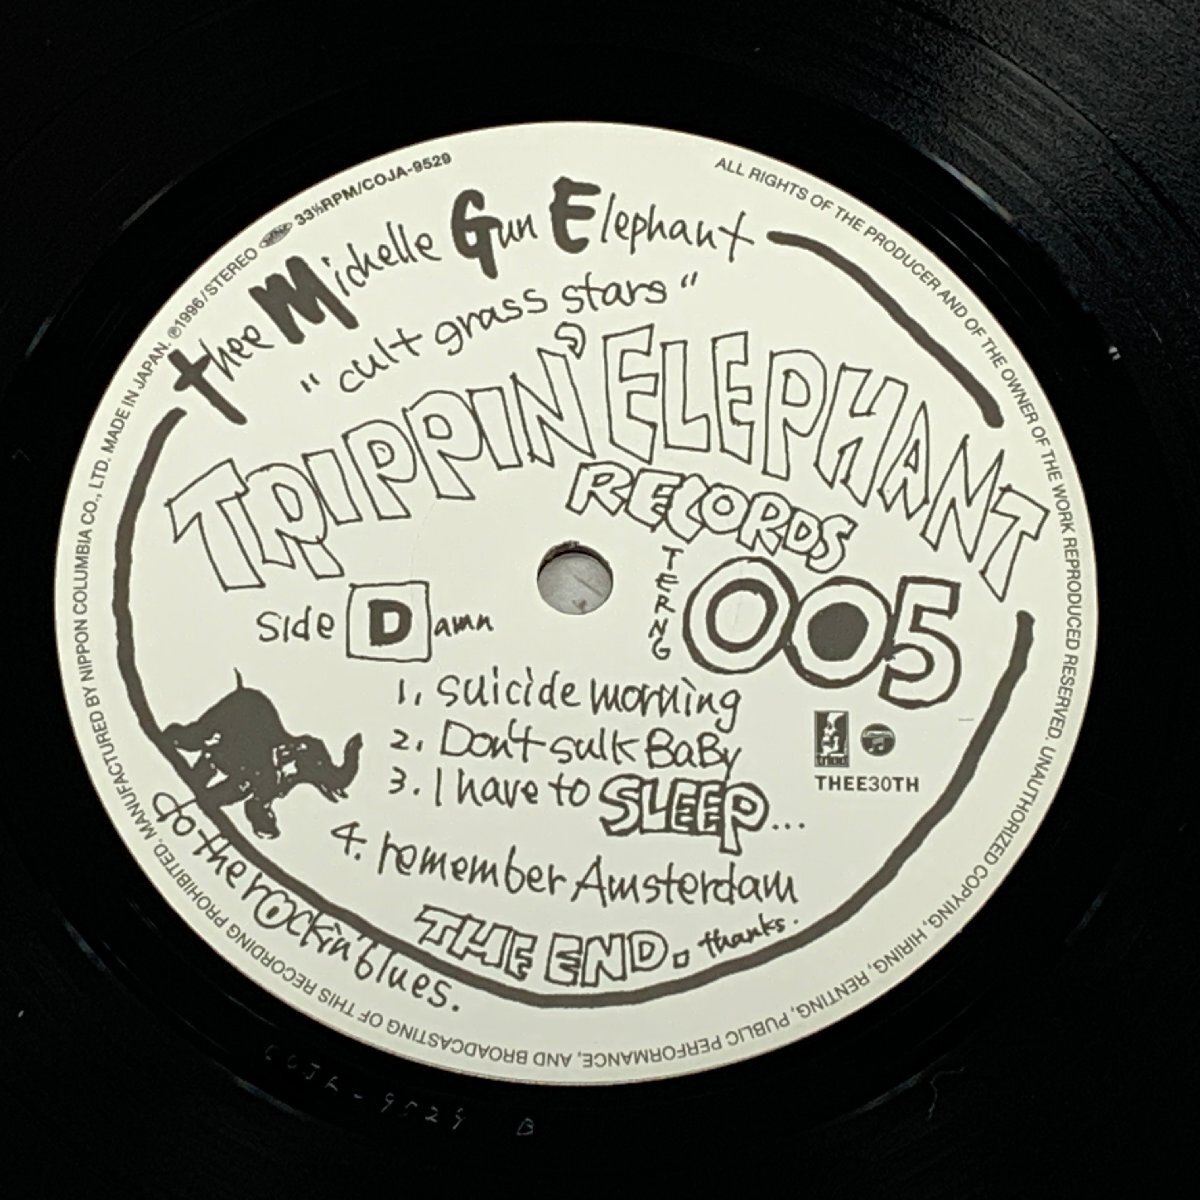 MANUFACTURED BY NIPPON COLUMBIA CO., LTD. MADE IN JAPAN. ℗1996/STEREO 33⅓RPM/COJA-9529
ALL RIGHTS OF THE PRODUCER AND OF THE OWNER OF THE WORK REPRODUCED RESERVED. UNAUTHORIZED COPYING, HIRING, RENTING, PUBLIC PERFORMANCE, AND BROADCASTING OF THIS RECORDING PROHIBITED.
thee Michelle Gun Elephant
"cult grass stars"
TRIPPIN' ELEPHANT
RECORDS
TERNG
005
Side Damn
1. suicide morning
2. Don't sulk BaBy
3. I have to SLEEP...
4. remember Amsterdam
triad
THEE30TH
THE END. thanks.
do the rockin' blues.
COJA-9529 B